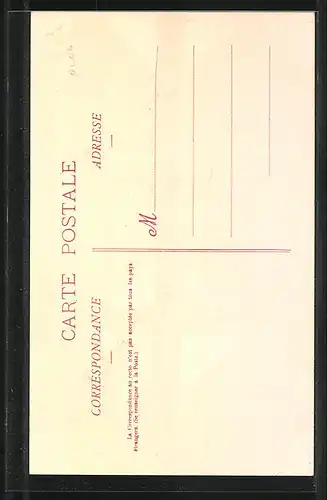 CARTE POSTALE
CORRESPONDANCE
ADRESSE
La Correspondance au recto n'est pas acceptée par tous les pays
étrangers. (Se renseigner à la Poste.)
M